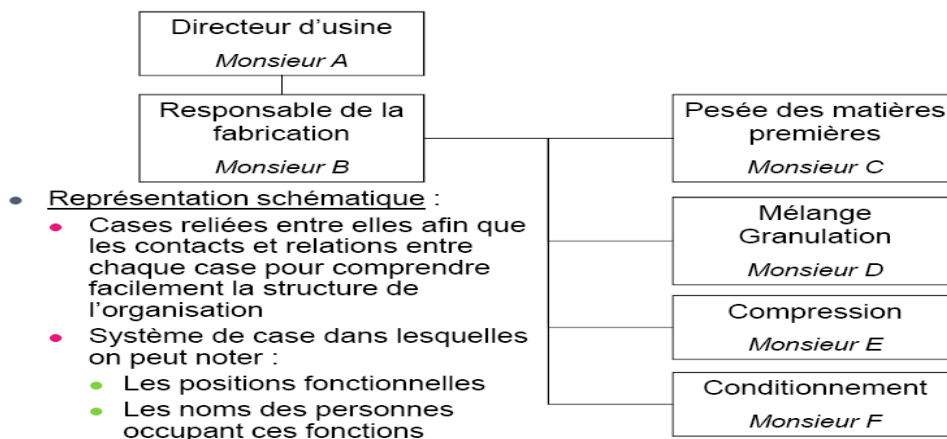 Directeur d'usine
Monsieur A
Responsable de la
fabrication
Monsieur B
Pesée des matières
premières
Monsieur C
Mélange
Granulation
Monsieur D
Compression
Monsieur E
Conditionnement
Monsieur F
• Représentation schématique :
• Cases reliées entre elles afin que
les contacts et relations entre
chaque case pour comprendre
facilement la structure de
l'organisation
• Système de case dans lesquelles
on peut noter :
• Les positions fonctionnelles
• Les noms des personnes
occupant ces fonctions